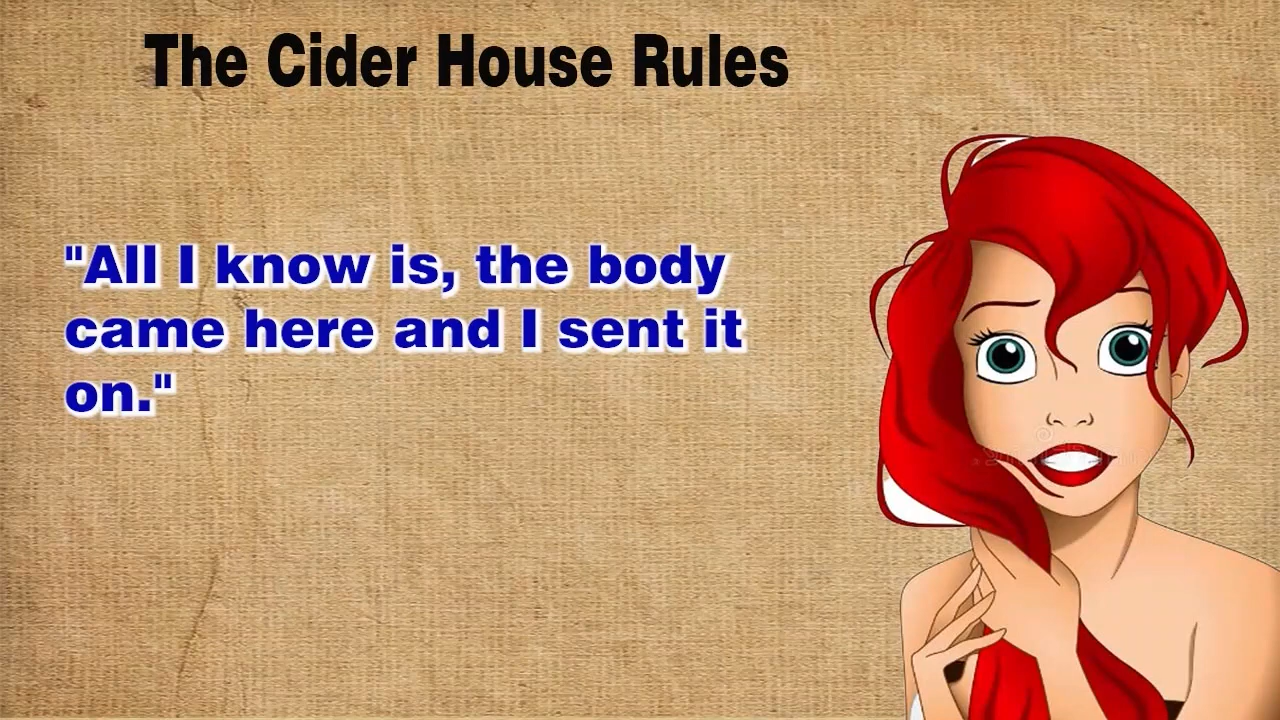 The Cider House Rules
"All I know is, the body
came here and I sent it
on."